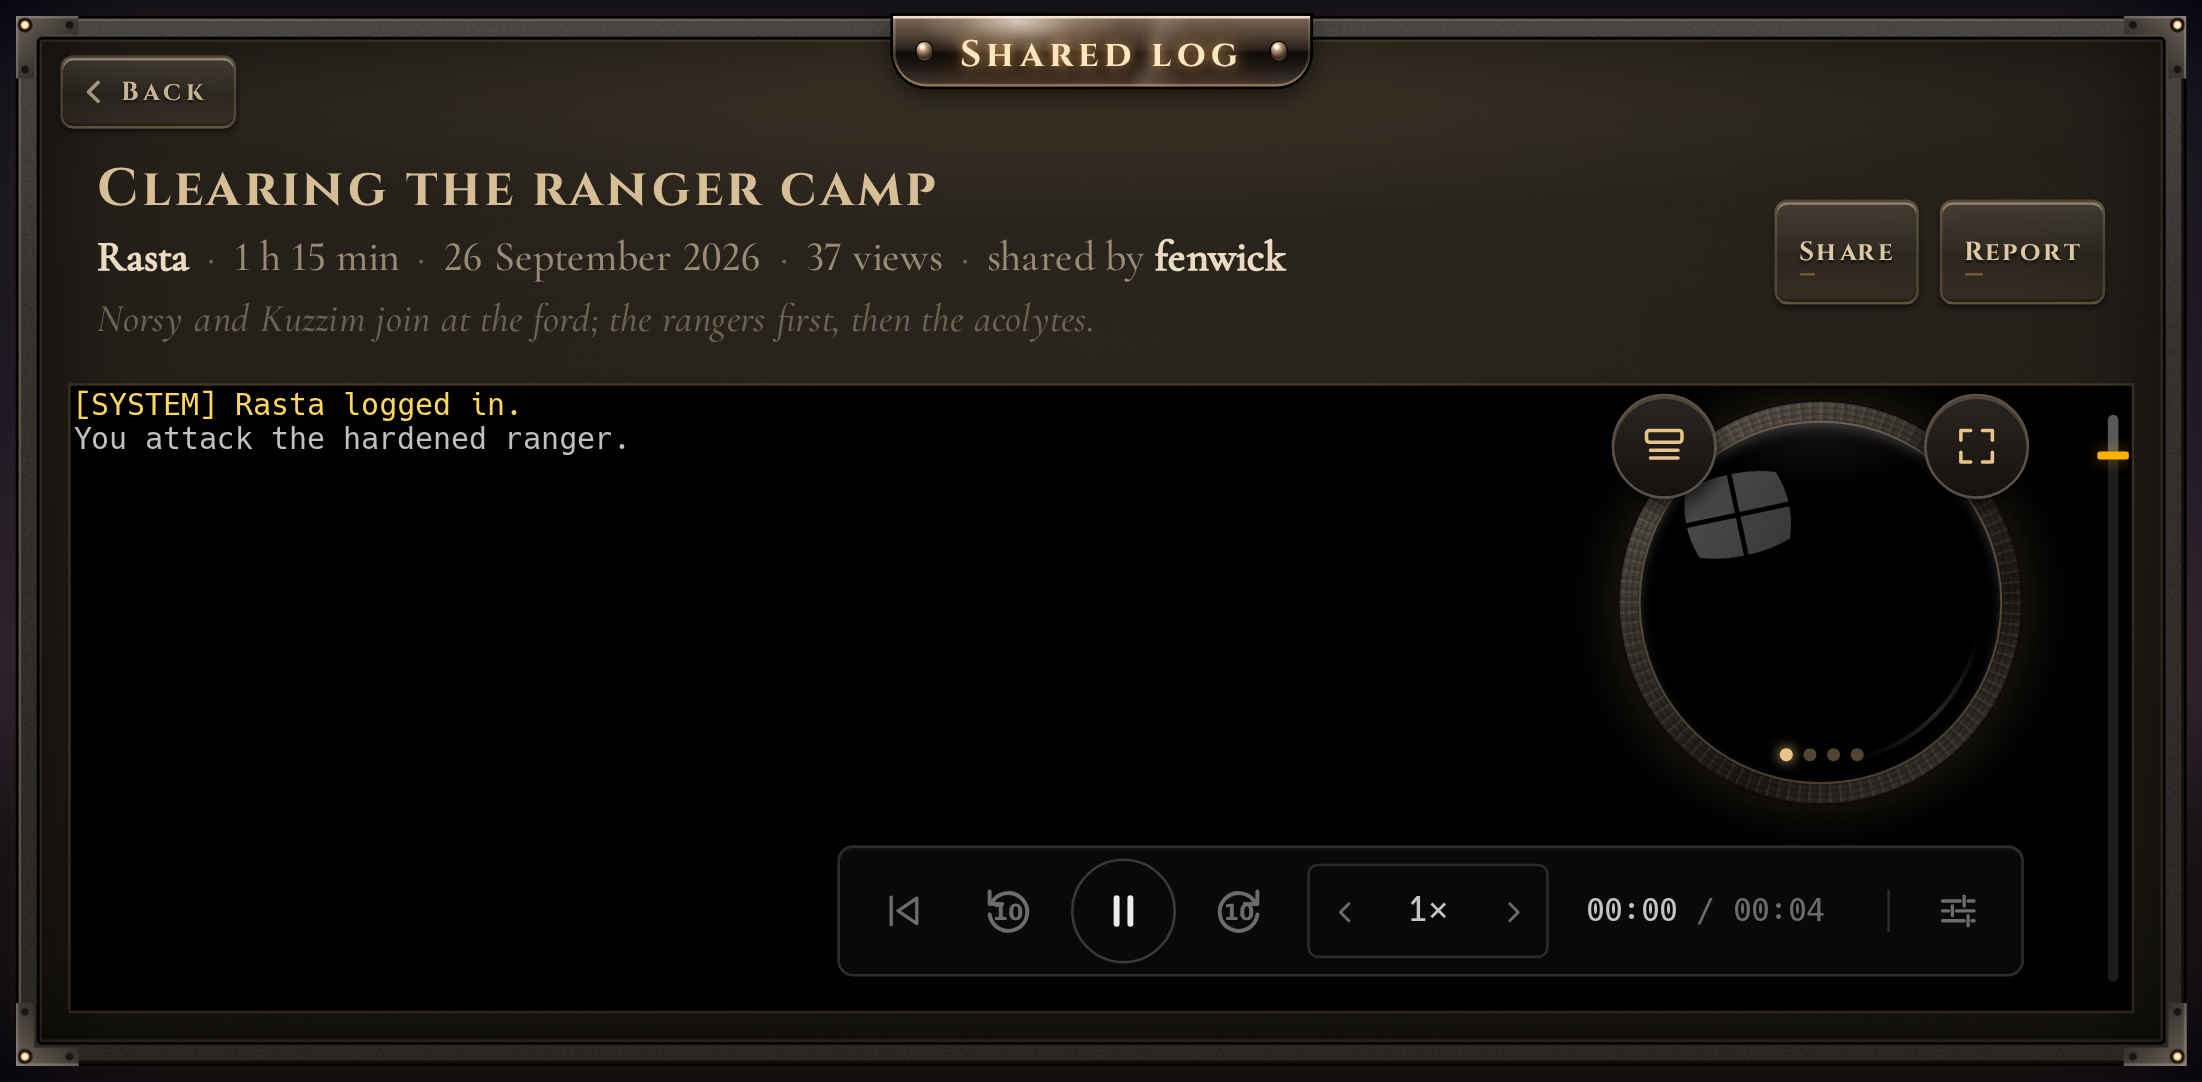 Shared log
Back
Clearing the ranger camp
Rasta · 1 h 15 min · 26 September 2026 · 37 views · shared by fenwick
Share
Report
Norsy and Kuzzim join at the ford; the rangers first, then the acolytes.
[SYSTEM] Rasta logged in.
You attack the hardened ranger.
10
10
1×
00:00 / 00:04